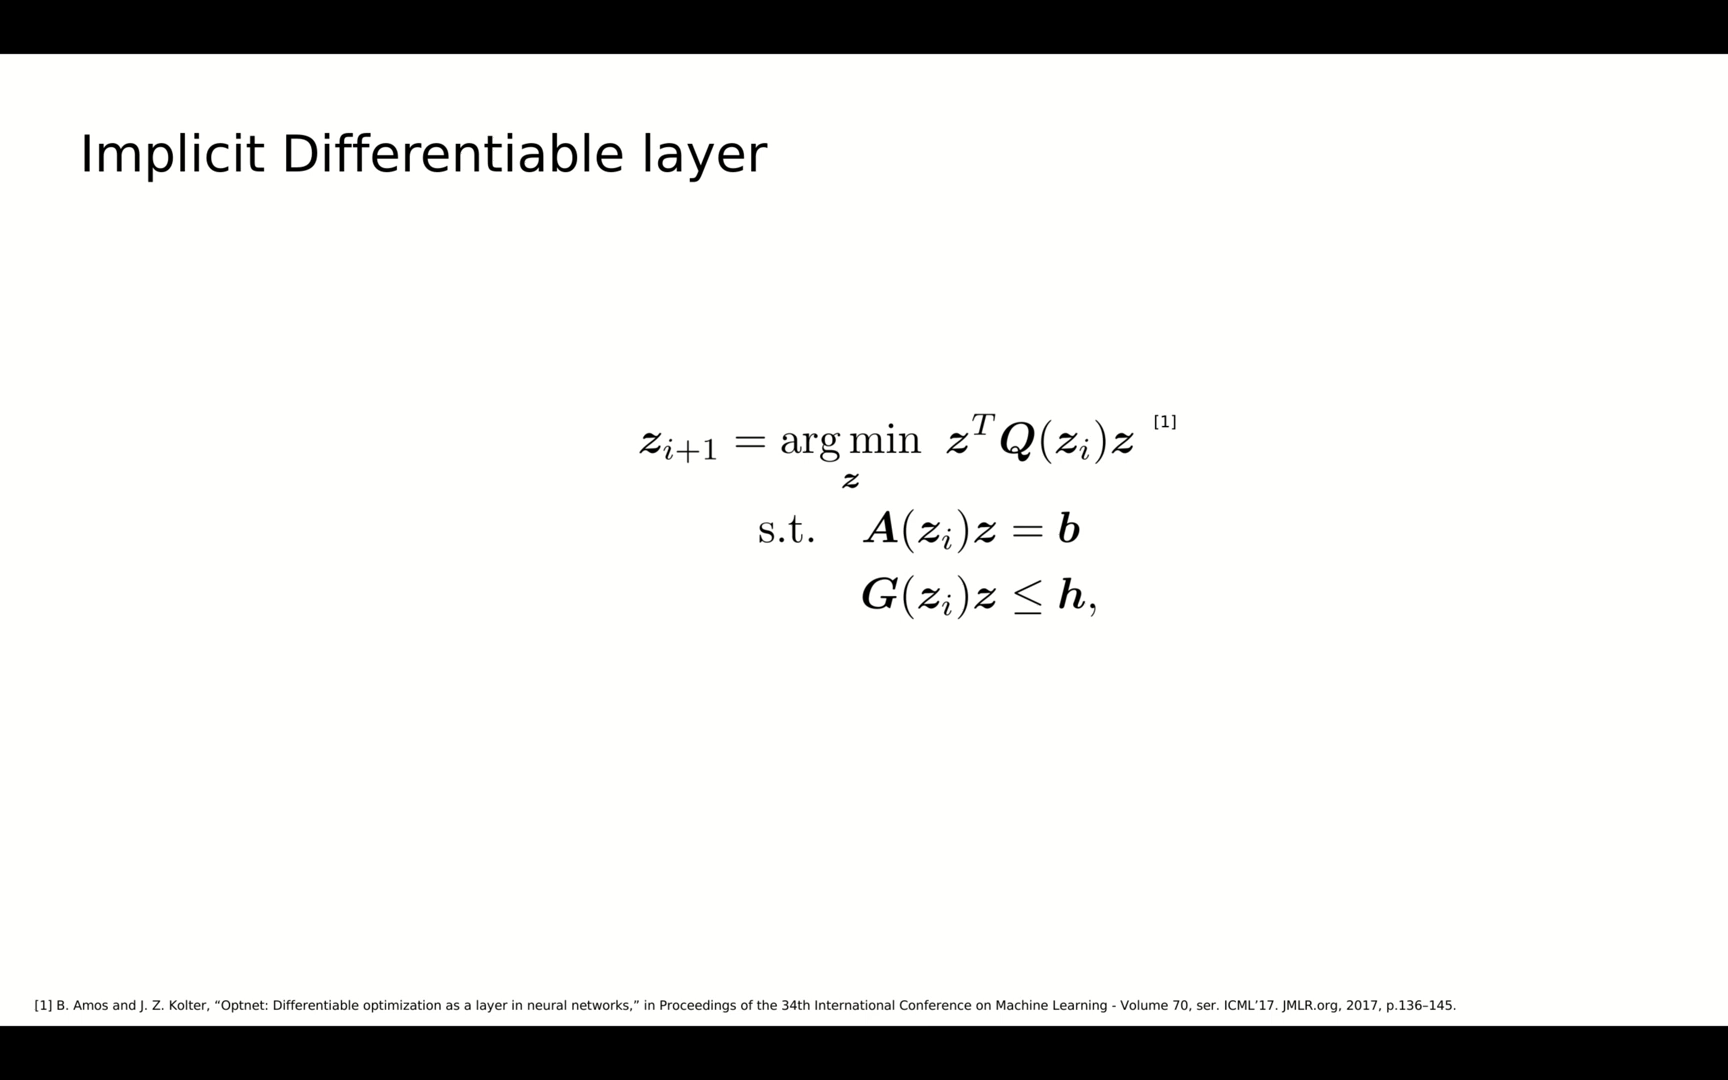 Implicit Differentiable layer
z_{i+1} = arg min z^T Q(z_i)z [1]
z
s.t. A(z_i)z = b
G(z_i)z ≤ h,
[1] B. Amos and J. Z. Kolter, “Optnet: Differentiable optimization as a layer in neural networks,” in Proceedings of the 34th International Conference on Machine Learning - Volume 70, ser. ICML’17. JMLR.org, 2017, p.136–145.